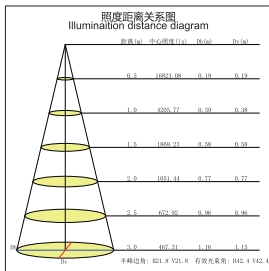 照度距离关系图
Illuminaition distance diagram
距离(m) 中心照度(lx) Dh(m) Dv(m)
0.5 16823.08 0.19 0.19
1.0 4205.77 0.39 0.38
1.5 1869.23 0.58 0.58
2.0 1051.44 0.77 0.77
2.5 672.92 0.96 0.96
Dh 3.0 467.31 1.16 1.15
Dv
半峰边角: H21.8 V21.8 有效光束角: H42.4 V42.4